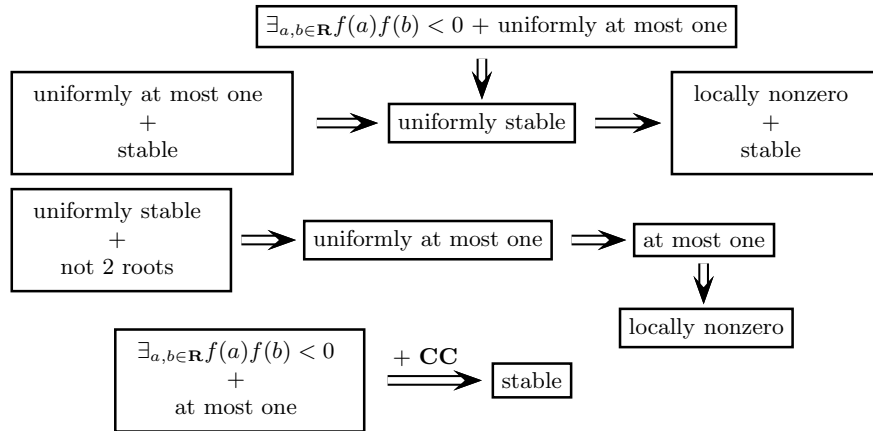 ∃a,b∈R f(a)f(b) < 0 + uniformly at most one
uniformly at most one
+
stable
uniformly stable
locally nonzero
+
stable
uniformly stable
+
not 2 roots
uniformly at most one
at most one
locally nonzero
∃a,b∈R f(a)f(b) < 0
+
at most one
+ CC
stable